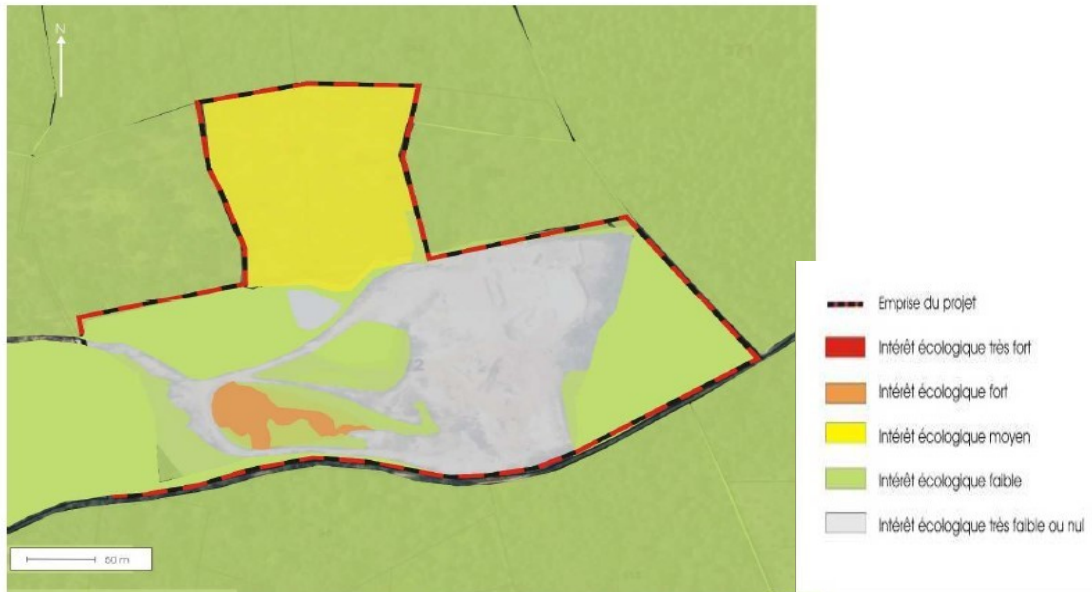 N
Emprise du projet
Intérêt écologique très fort
Intérêt écologique fort
Intérêt écologique moyen
Intérêt écologique faible
Intérêt écologique très faible ou nul
50 m